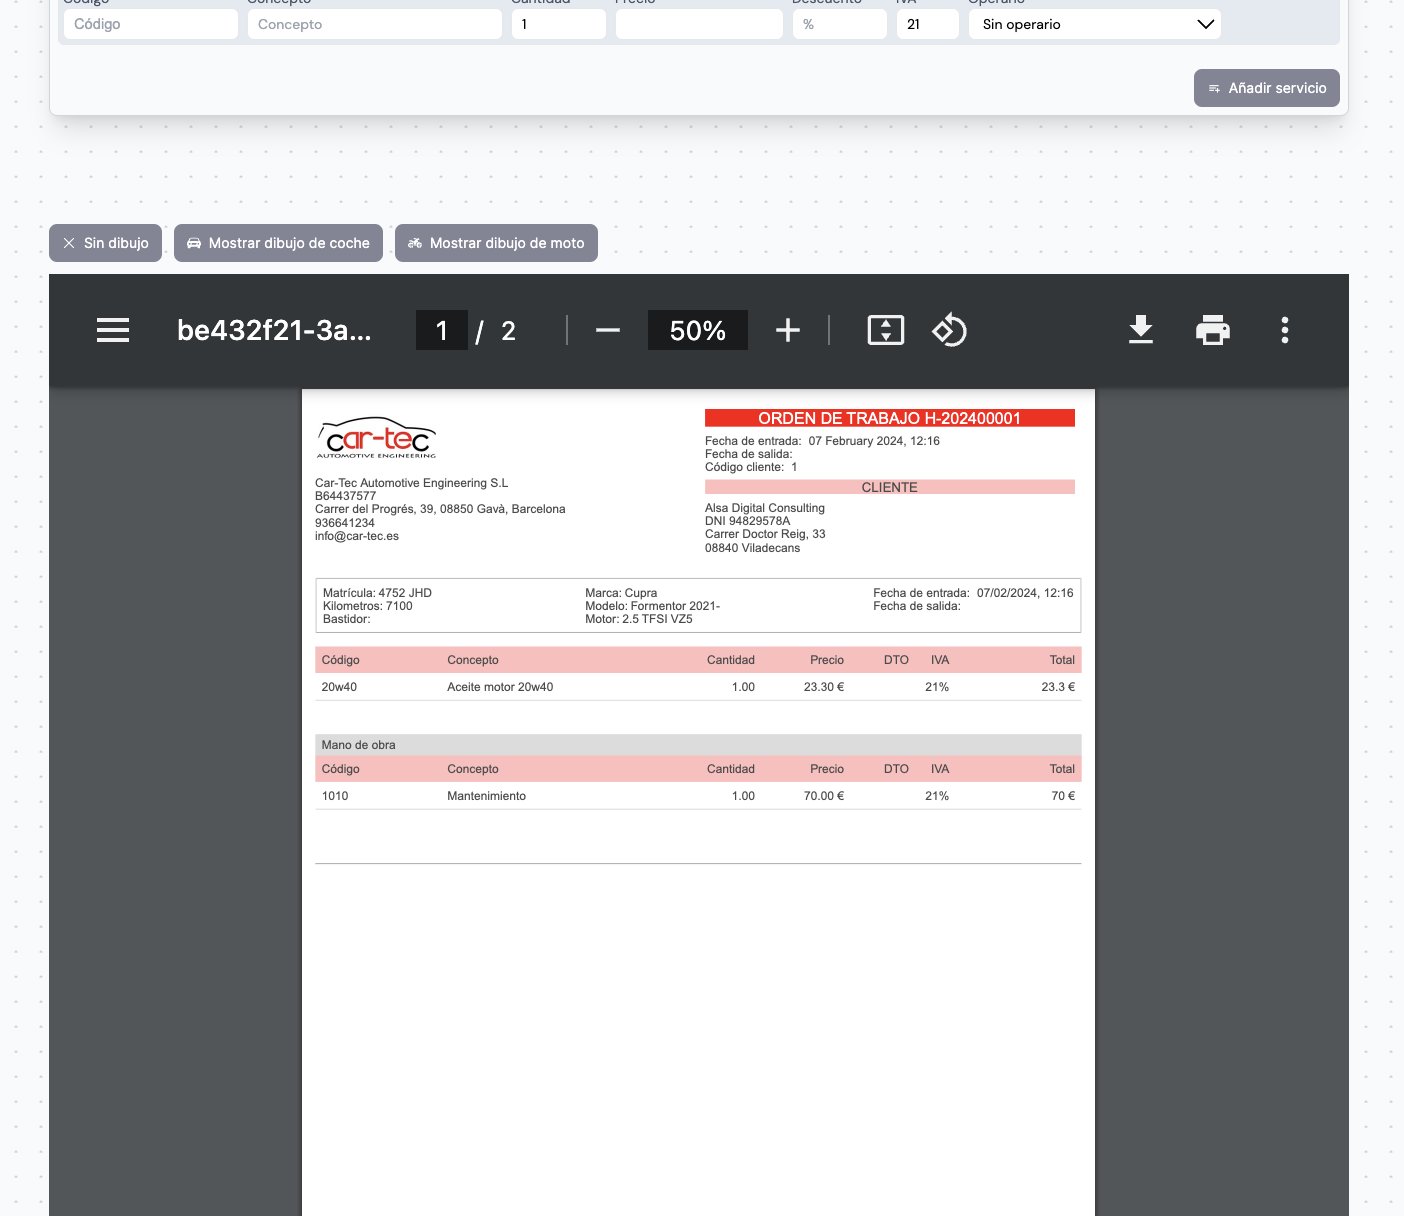 Código Concepto Cantidad Precio Descuento IVA Operario
Código Concepto 1 % 21 Sin operario
Añadir servicio
Sin dibujo Mostrar dibujo de coche Mostrar dibujo de moto
be432f21-3a... 1 / 2 50%
car-tec
AUTOMOTIVE ENGINEERING
Car-Tec Automotive Engineering S.L
B64437577
Carrer del Progrés, 39, 08850 Gavà, Barcelona
936641234
info@car-tec.es
ORDEN DE TRABAJO H-202400001
Fecha de entrada: 07 February 2024, 12:16
Fecha de salida:
Código cliente: 1
CLIENTE
Alsa Digital Consulting
DNI 94829578A
Carrer Doctor Reig, 33
08840 Viladecans
Matrícula: 4752 JHD Marca: Cupra Fecha de entrada: 07/02/2024, 12:16
Kilometros: 7100 Modelo: Formentor 2021- Fecha de salida:
Bastidor: Motor: 2.5 TFSI VZ5
Código Concepto Cantidad Precio DTO IVA Total
20w40 Aceite motor 20w40 1.00 23.30 € 21% 23.3 €
Mano de obra
Código Concepto Cantidad Precio DTO IVA Total
1010 Mantenimiento 1.00 70.00 € 21% 70 €